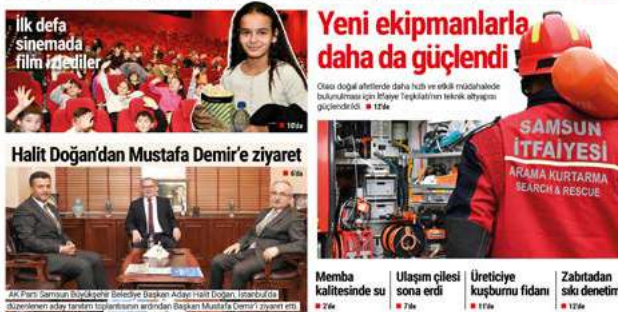 İlk defa
sinemada
film izlediler
10'da
Yeni ekipmanlarla
daha da güçlendi
Olası doğal afetlerde daha hızlı ve etkili müdahalede
bulunulması için İtfaiye Teşkilatı'nın teknik altyapısı
güçlendirildi. 12'de
SAMSUN
İTFAİYESİ
ARAMA KURTARMA
SEARCH & RESCUE
Halit Doğan'dan Mustafa Demir'e ziyaret
6'da
AK Parti Samsun Büyükşehir Belediye Başkan Adayı Halit Doğan, İstanbul'da
düzenlenen aday tanıtım toplantısının ardından Başkan Mustafa Demir'i ziyaret etti.
Memba
kalitesinde su
2'de
Ulaşım çilesi
sona erdi
7'de
Üreticiye
kuşburnu fidanı
11'de
Zabıtadan
sıkı denetim
12'de